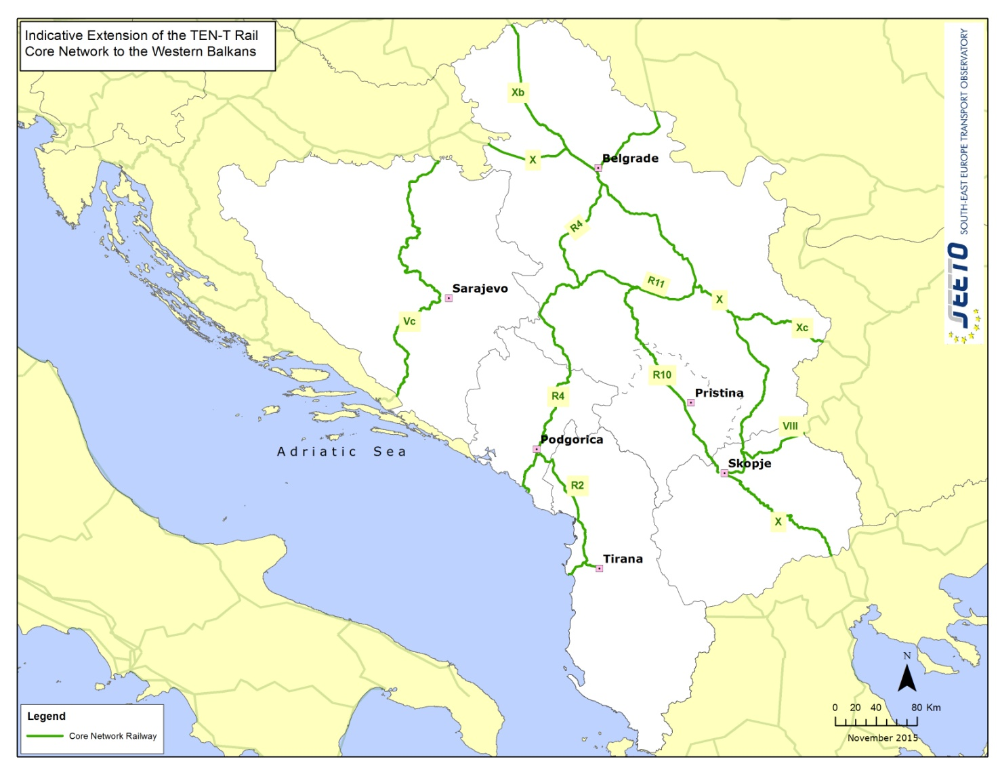 Indicative Extension of the TEN-T Rail
Core Network to the Western Balkans
SEETO SOUTH-EAST EUROPE TRANSPORT OBSERVATORY
Xb
X
Belgrade
R4
R11
X
Sarajevo
Vc
Xc
R10
Pristina
R4
VIII
Podgorica
Adriatic Sea
Skopje
R2
X
Tirana
N
0 20 40 80 Km
November 2015
Legend
Core Network Railway